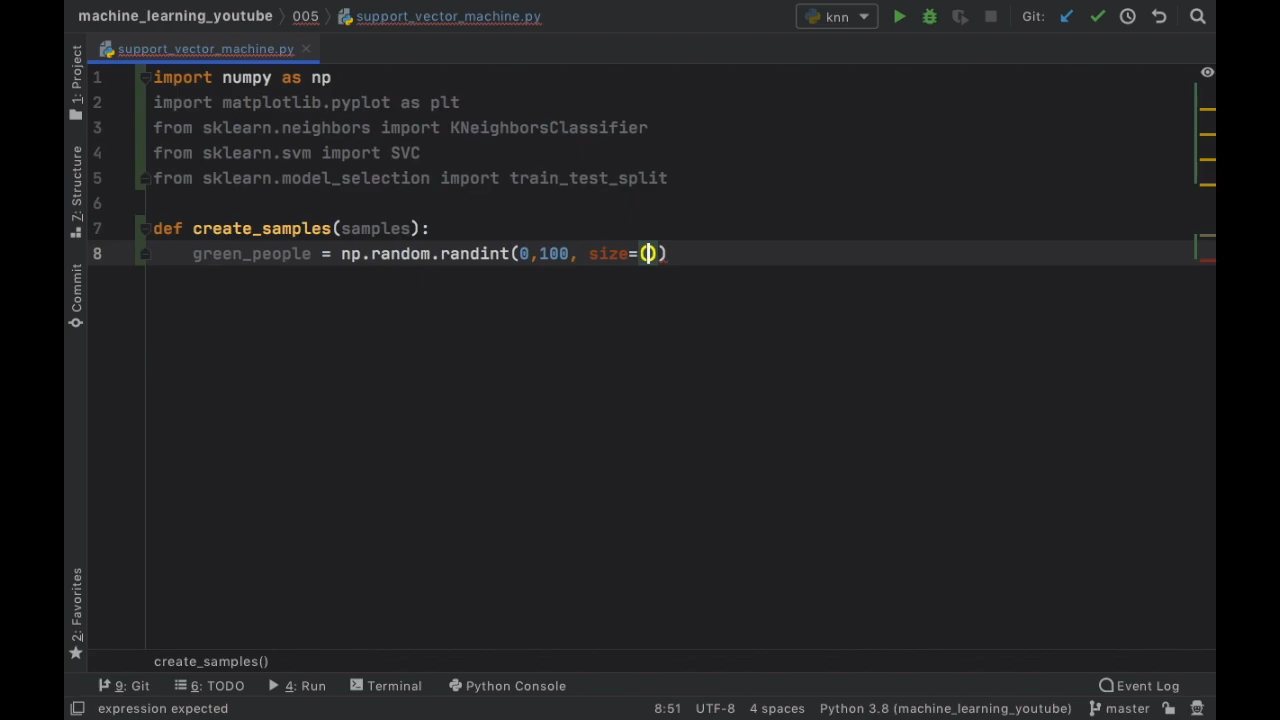 machine_learning_youtube 005 support_vector_machine.py knn Git:
support_vector_machine.py
1 import numpy as np
2 import matplotlib.pyplot as plt
3 from sklearn.neighbors import KNeighborsClassifier
4 from sklearn.svm import SVC
5 from sklearn.model_selection import train_test_split
6
7 def create_samples(samples):
8 green_people = np.random.randint(0,100, size=())
1: Project
7: Structure
Commit
2: Favorites
create_samples()
9: Git 6: TODO 4: Run Terminal Python Console Event Log
expression expected 8:51 UTF-8 4 spaces Python 3.8 (machine_learning_youtube) master